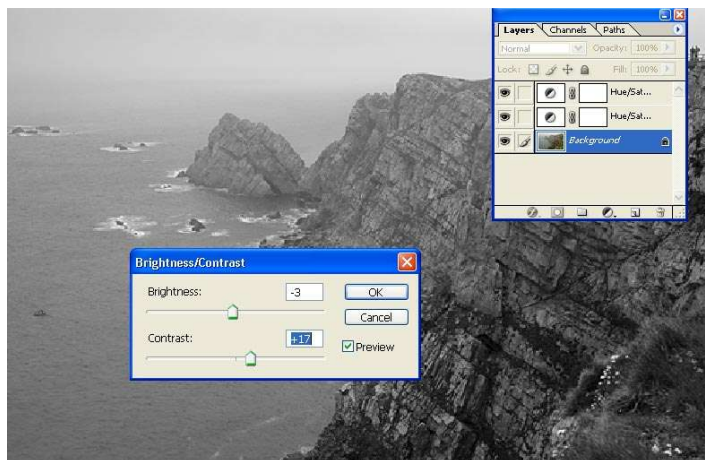 Layers Channels Paths
Normal Opacity: 100%
Lock: Fill: 100%
Hue/Sat...
Hue/Sat...
Background
Brightness/Contrast
Brightness: -3 OK
Cancel
Contrast: +17 Preview